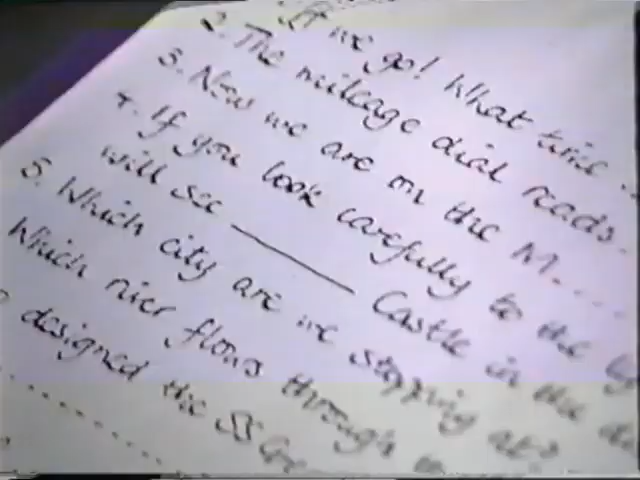 If we go! What time ...
2. The mileage dial reads.
3. Now we are on the M.....
4. If you look carefully to the
will see ______ Castle in the
5. Which city are we stopping at?
Which river flows through
designed the SS Gre
..............